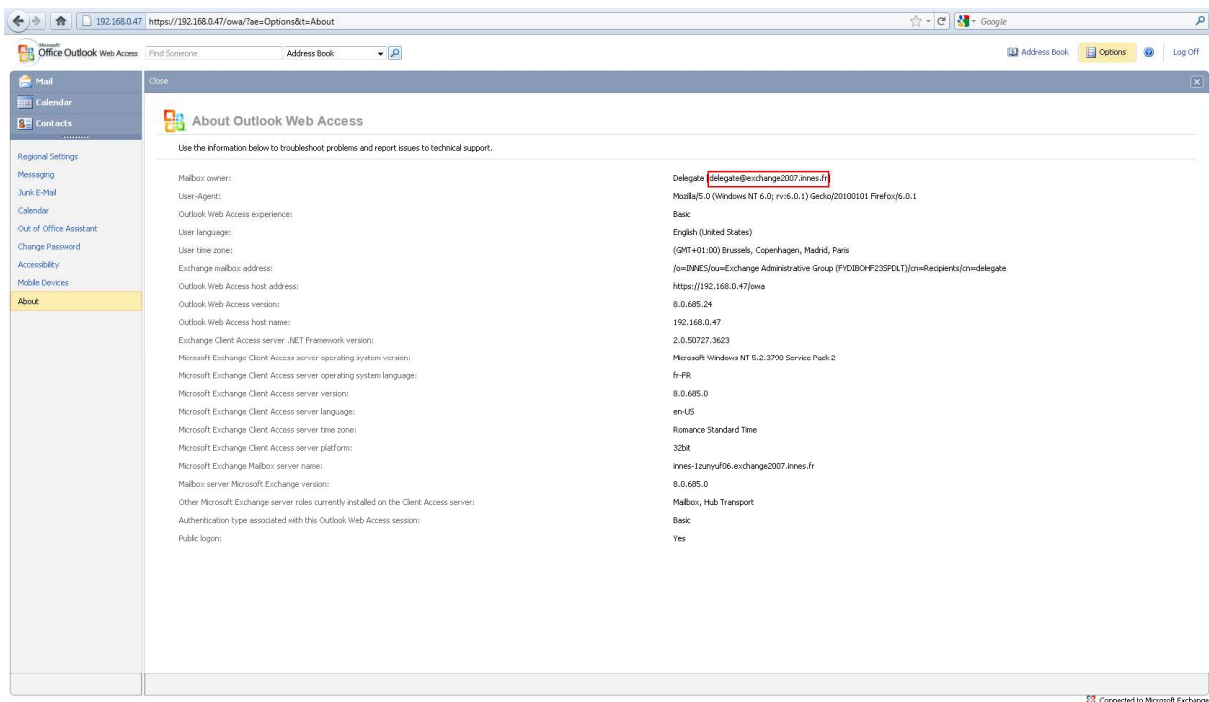 192.168.0.47 https://192.168.0.47/owa/?ae=Options&t=About Google
Microsoft
Office Outlook Web Access Find Someone Address Book Address Book Options Log Off
Mail Close
Calendar
Contacts
About Outlook Web Access
Use the information below to troubleshoot problems and report issues to technical support.
Regional Settings
Messaging
Junk E-Mail
Calendar
Out of Office Assistant
Change Password
Accessibility
Mobile Devices
About
Mailbox owner: Delegate [delegate@exchange2007.innes.fr]
User-Agent: Mozilla/5.0 (Windows NT 6.0; rv:6.0.1) Gecko/20100101 Firefox/6.0.1
Outlook Web Access experience: Basic
User language: English (United States)
User time zone: (GMT+01:00) Brussels, Copenhagen, Madrid, Paris
Exchange mailbox address: /o=INNES/ou=Exchange Administrative Group (FYDIBOHF23SPDLT)/cn=Recipients/cn=delegate
Outlook Web Access host address: https://192.168.0.47/owa
Outlook Web Access version: 8.0.685.24
Outlook Web Access host name: 192.168.0.47
Exchange Client Access server .NET Framework version: 2.0.50727.3623
Microsoft Exchange Client Access server operating system version: Microsoft Windows NT 5.2.3790 Service Pack 2
Microsoft Exchange Client Access server operating system language: fr-FR
Microsoft Exchange Client Access server version: 8.0.685.0
Microsoft Exchange Client Access server language: en-US
Microsoft Exchange Client Access server time zone: Romance Standard Time
Microsoft Exchange Client Access server platform: 32bit
Microsoft Exchange Mailbox server name: innes-1zunyuf06.exchange2007.innes.fr
Mailbox server Microsoft Exchange version: 8.0.685.0
Other Microsoft Exchange server roles currently installed on the Client Access server: Mailbox, Hub Transport
Authentication type associated with this Outlook Web Access session: Basic
Public logon: Yes
Connected to Microsoft Exchange